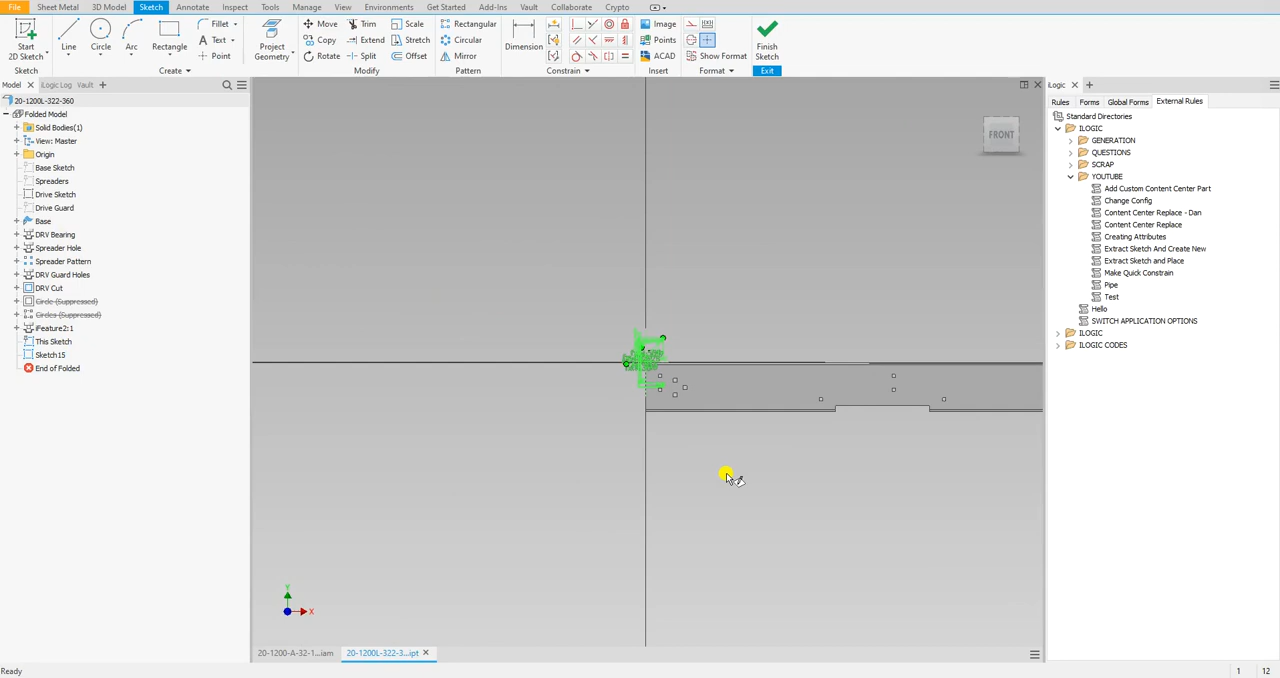 File Sheet Metal 3D Model Sketch Annotate Inspect Tools Manage View Environments Get Started Add-Ins Vault Collaborate Crypto
Start
2D Sketch
Line
Circle
Arc
Rectangle
Fillet
Text
Point
Project
Geometry
Move
Copy
Rotate
Trim
Extend
Split
Scale
Stretch
Offset
Rectangular
Circular
Mirror
Dimension
Image
Points
ACAD
Show Format
Finish
Sketch
Sketch Create Modify Pattern Constrain Insert Format Exit
Model iLogic Log Vault
20-1200L-322-360
Folded Model
Solid Bodies(1)
View: Master
Origin
Base Sketch
Spreaders
Drive Sketch
Drive Guard
Base
DRV Bearing
Spreader Hole
Spreader Pattern
DRV Guard Holes
DRV Cut
Circle (Suppressed)
Circles (Suppressed)
iFeature2:1
This Sketch
Sketch15
End of Folded
FRONT
Y
X
20-1200-A-32-1...iam 20-1200L-322-3...ipt
iLogic
Rules Forms Global Forms External Rules
Standard Directories
ILOGIC
GENERATION
QUESTIONS
SCRAP
YOUTUBE
Add Custom Content Center Part
Change Config
Content Center Replace - Dan
Content Center Replace
Creating Attributes
Extract Sketch And Create New
Extract Sketch and Place
Make Quick Constrain
Pipe
Test
Hello
SWITCH APPLICATION OPTIONS
ILOGIC
ILOGIC CODES
Ready 1 12